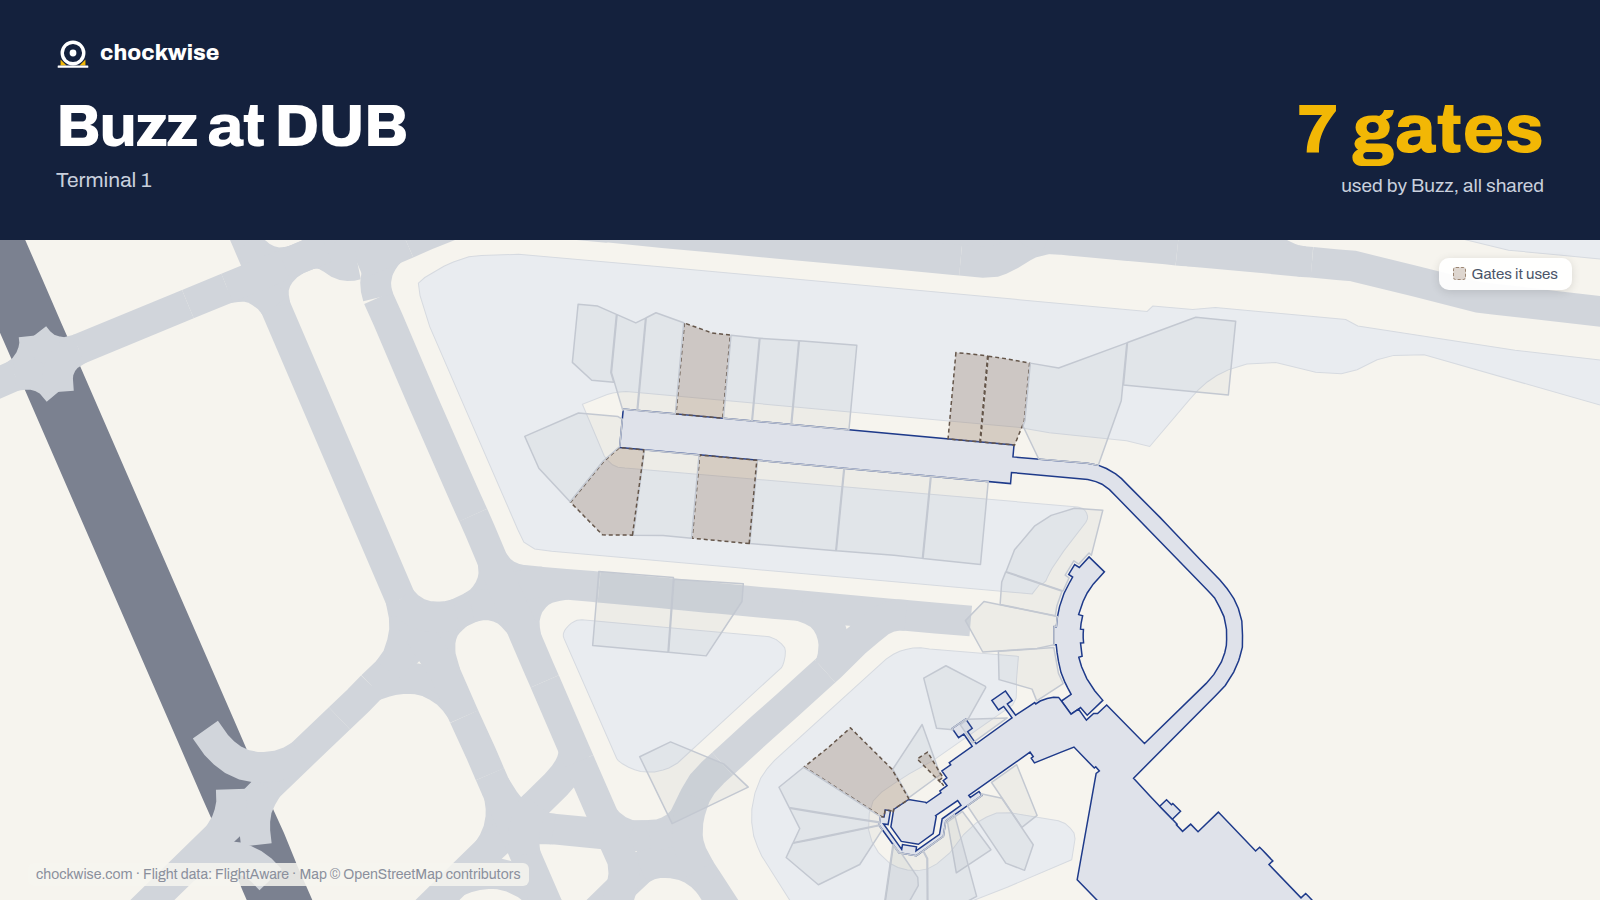 chockwise
Buzz at DUB
Terminal 1
7 gates
used by Buzz, all shared
Gates it uses
chockwise.com · Flight data: FlightAware · Map © OpenStreetMap contributors